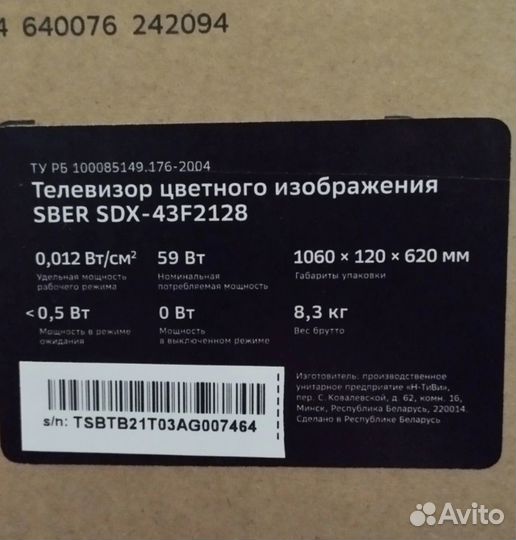 640076 242094
ТУ РБ 100085149.176-2004
Телевизор цветного изображения
SBER SDX-43F2128
0,012 Вт/см² 59 Вт 1060 × 120 × 620 мм
Удельная мощность Номинальная Габариты упаковки
рабочего режима потребляемая мощность
< 0,5 Вт 0 Вт 8,3 кг
Мощность в режиме Мощность Вес брутто
ожидания в выключенном режиме
Изготовитель: производственное
унитарное предприятие «Н-ТиВи»,
пер. С. Ковалевской, д. 62, комн. 16,
Минск, Республика Беларусь, 220014.
Сделано в Республике Беларусь
s/n: TSBTB21T03AG007464
Avito